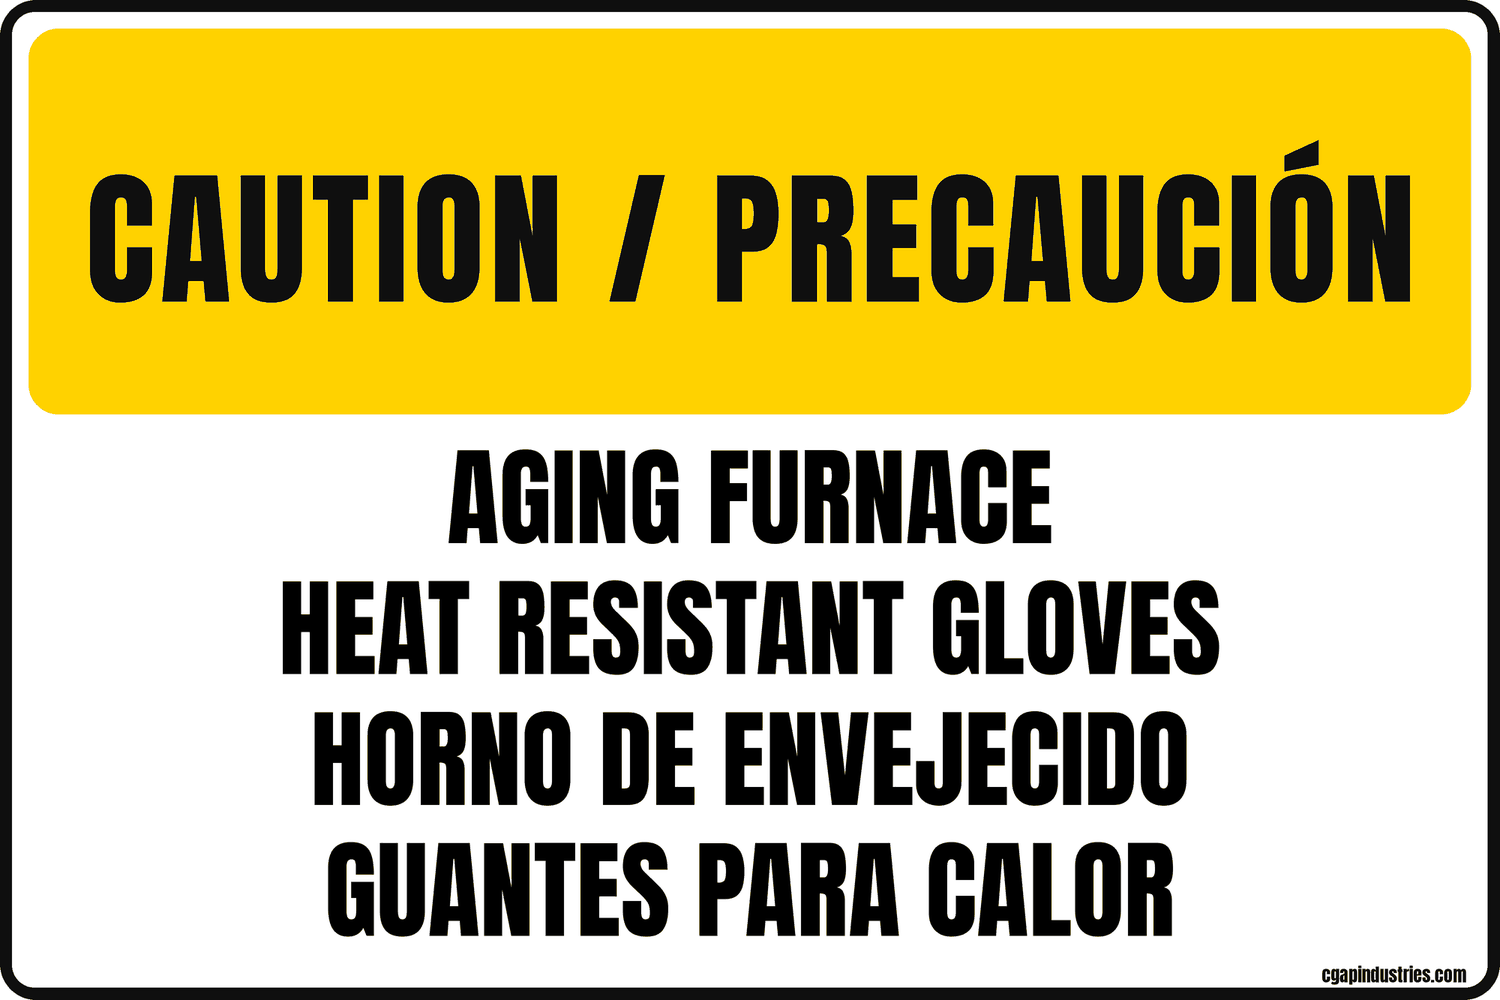 CAUTION / PRECAUCIÓN
AGING FURNACE
HEAT RESISTANT GLOVES
HORNO DE ENVEJECIDO
GUANTES PARA CALOR
cgapindustries.com